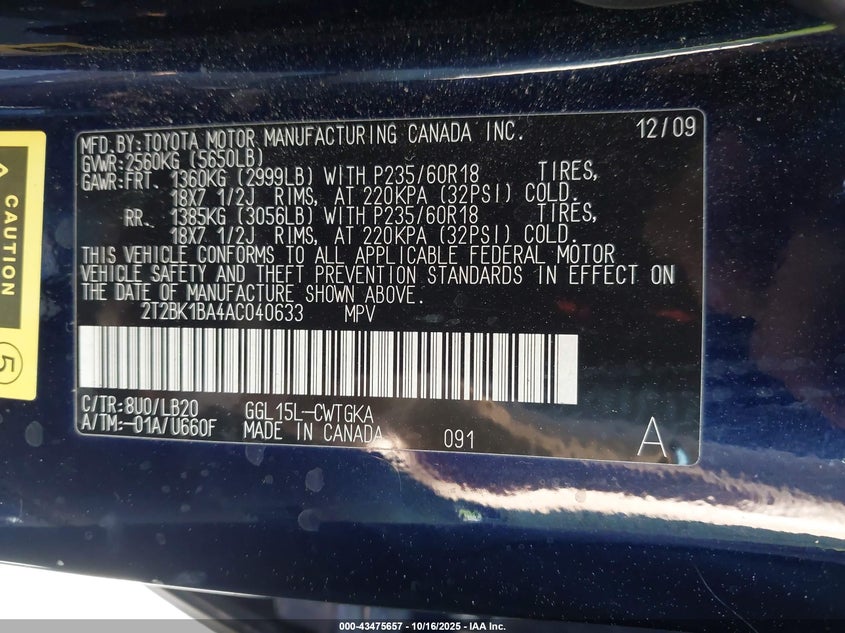 MFD.BY:TOYOTA MOTOR MANUFACTURING CANADA INC. 12/09
GVWR:2560KG (5650LB)
GAWR:FRT. 1360KG (2999LB) WITH P235/60R18 TIRES,
18X7 1/2J RIMS, AT 220KPA (32PSI) COLD.
RR. 1385KG (3056LB) WITH P235/60R18 TIRES,
18X7 1/2J RIMS, AT 220KPA (32PSI) COLD.
THIS VEHICLE CONFORMS TO ALL APPLICABLE FEDERAL MOTOR
VEHICLE SAFETY AND THEFT PREVENTION STANDARDS IN EFFECT ON
THE DATE OF MANUFACTURE SHOWN ABOVE.
2T2BK1BA4AC040633 MPV
C/TR:8U0/LB20 GGL15L-CWTGKA
A/TM:-01A/U660F MADE IN CANADA 091 A
CAUTION
5
000-43475657 - 10/16/2025 - IAA Inc.